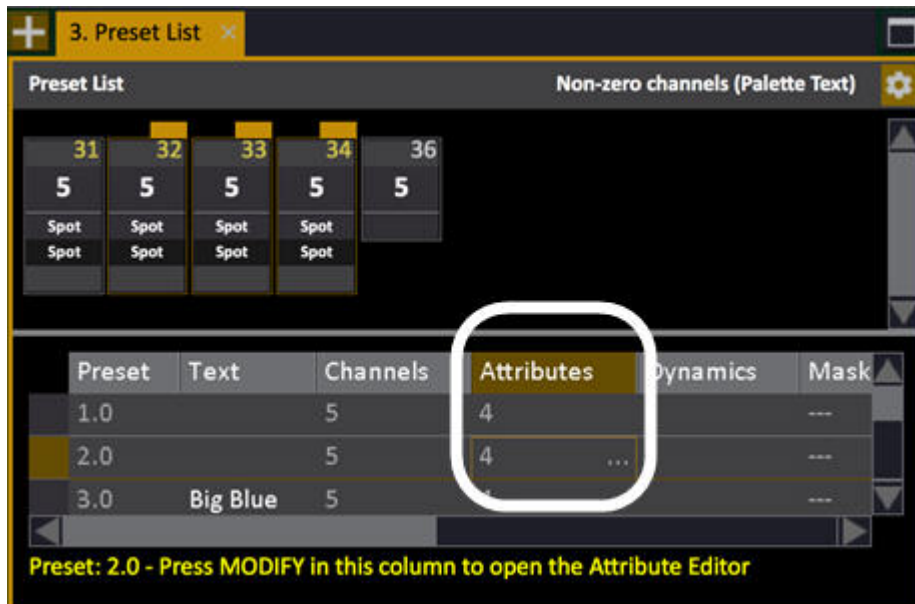 3. Preset List ×
Preset List Non-zero channels (Palette Text)
31 32 33 34 36
5 5 5 5 5
Spot Spot Spot Spot
Spot Spot Spot Spot
Preset Text Channels Attributes Dynamics Mask
1.0 5 4 ---
2.0 5 4 ... ---
3.0 Big Blue 5 4 ---
Preset: 2.0 - Press MODIFY in this column to open the Attribute Editor